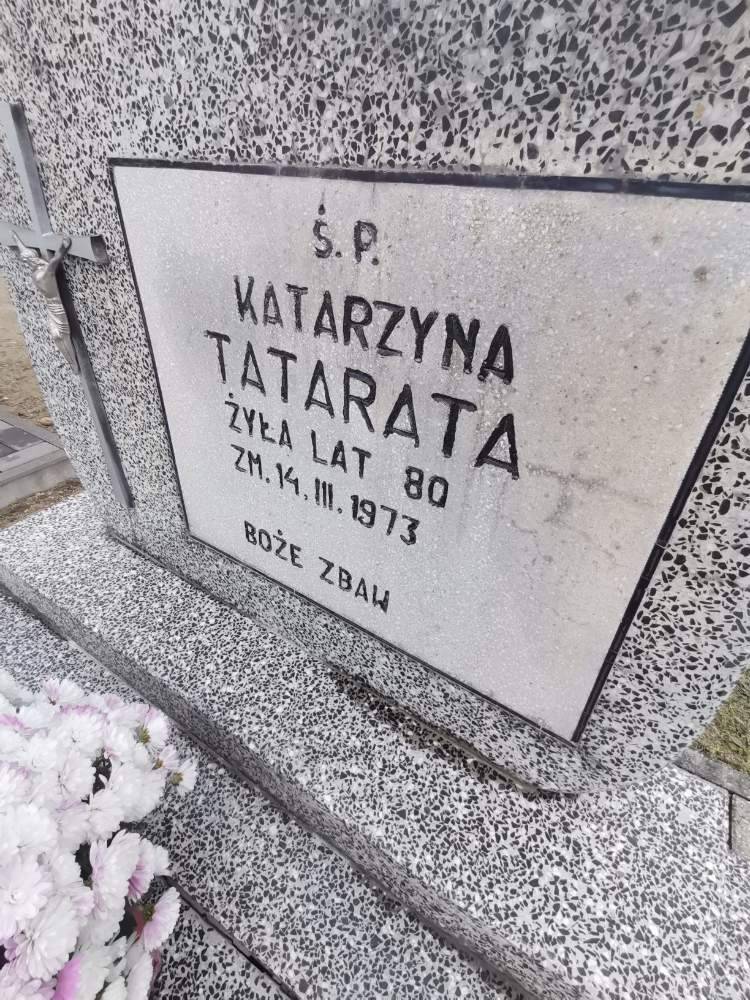 Ś.P.
KATARZYNA
TATARATA
ŻYŁA LAT 80
ZM.14.III.1973
BOŻE ZBAW